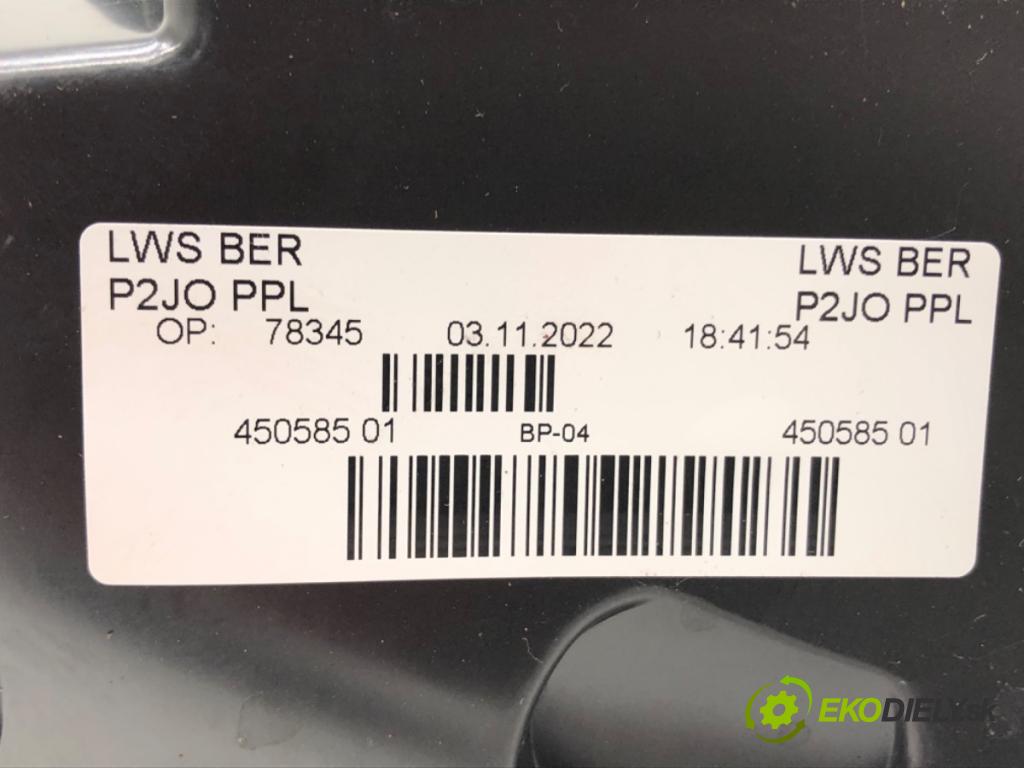 LWS BER LWS BER
P2JO PPL P2JO PPL
OP: 78345 03.11.2022 18:41:54
450585 01 BP-04 450585 01
EKODIELY.sk